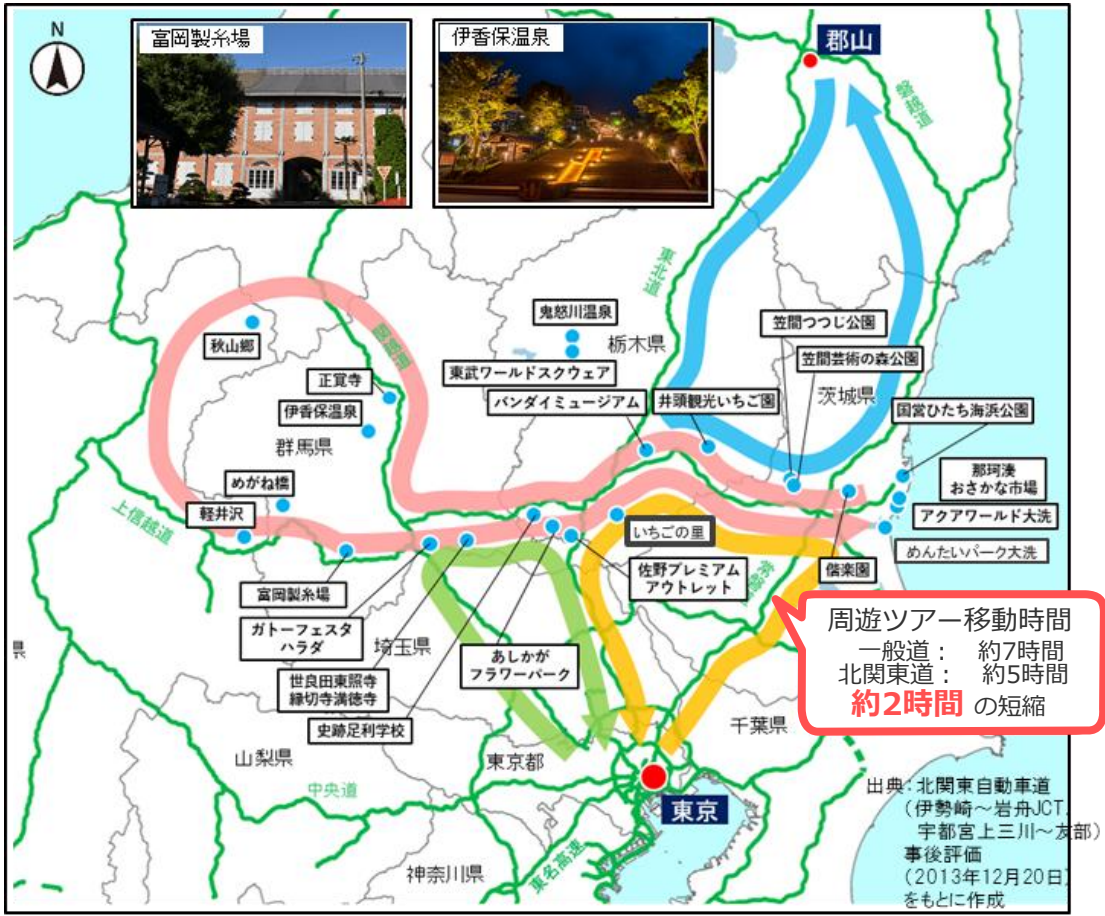 N
富岡製糸場
伊香保温泉
郡山
磐越道
東北道
関越道
鬼怒川温泉
栃木県
東武ワールドスクウェア
バンダイミュージアム
井頭観光いちご園
笠間つつじ公園
笠間芸術の森公園
茨城県
国営ひたち海浜公園
那珂湊
おさかな市場
アクアワールド大洗
めんたいパーク大洗
秋山郷
正覚寺
伊香保温泉
群馬県
めがね橋
軽井沢
上信越道
いちごの里
偕楽園
常磐道
佐野プレミアム
アウトレット
富岡製糸場
ガトーフェスタ
ハラダ
埼玉県
あしかが
フラワーパーク
世良田東照寺
縁切寺満徳寺
史跡足利学校
県
山梨県
東京都
千葉県
中央道
東京
神奈川県
東名高速
周遊ツアー移動時間
一般道： 約7時間
北関東道： 約5時間
約2時間 の短縮
出典：北関東自動車道
（伊勢崎～岩舟JCT、
宇都宮上三川～友部）
事後評価
（2013年12月20日）
をもとに作成